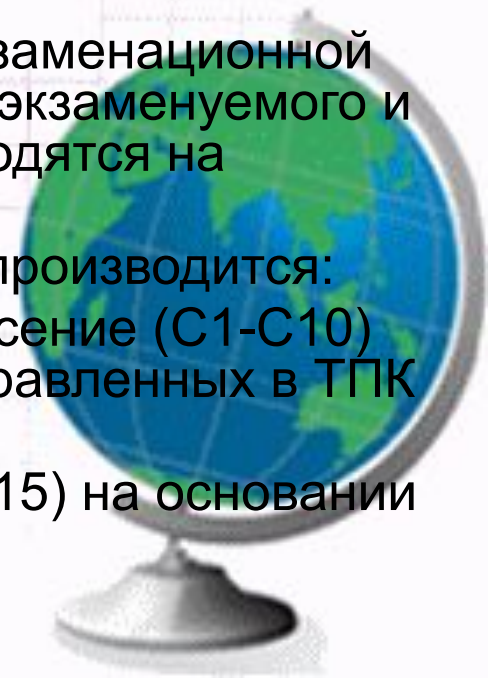 заменационной
экзаменуемого и
одятся на
производится:
сение (С1-С10)
равленных в ТПК
15) на основании